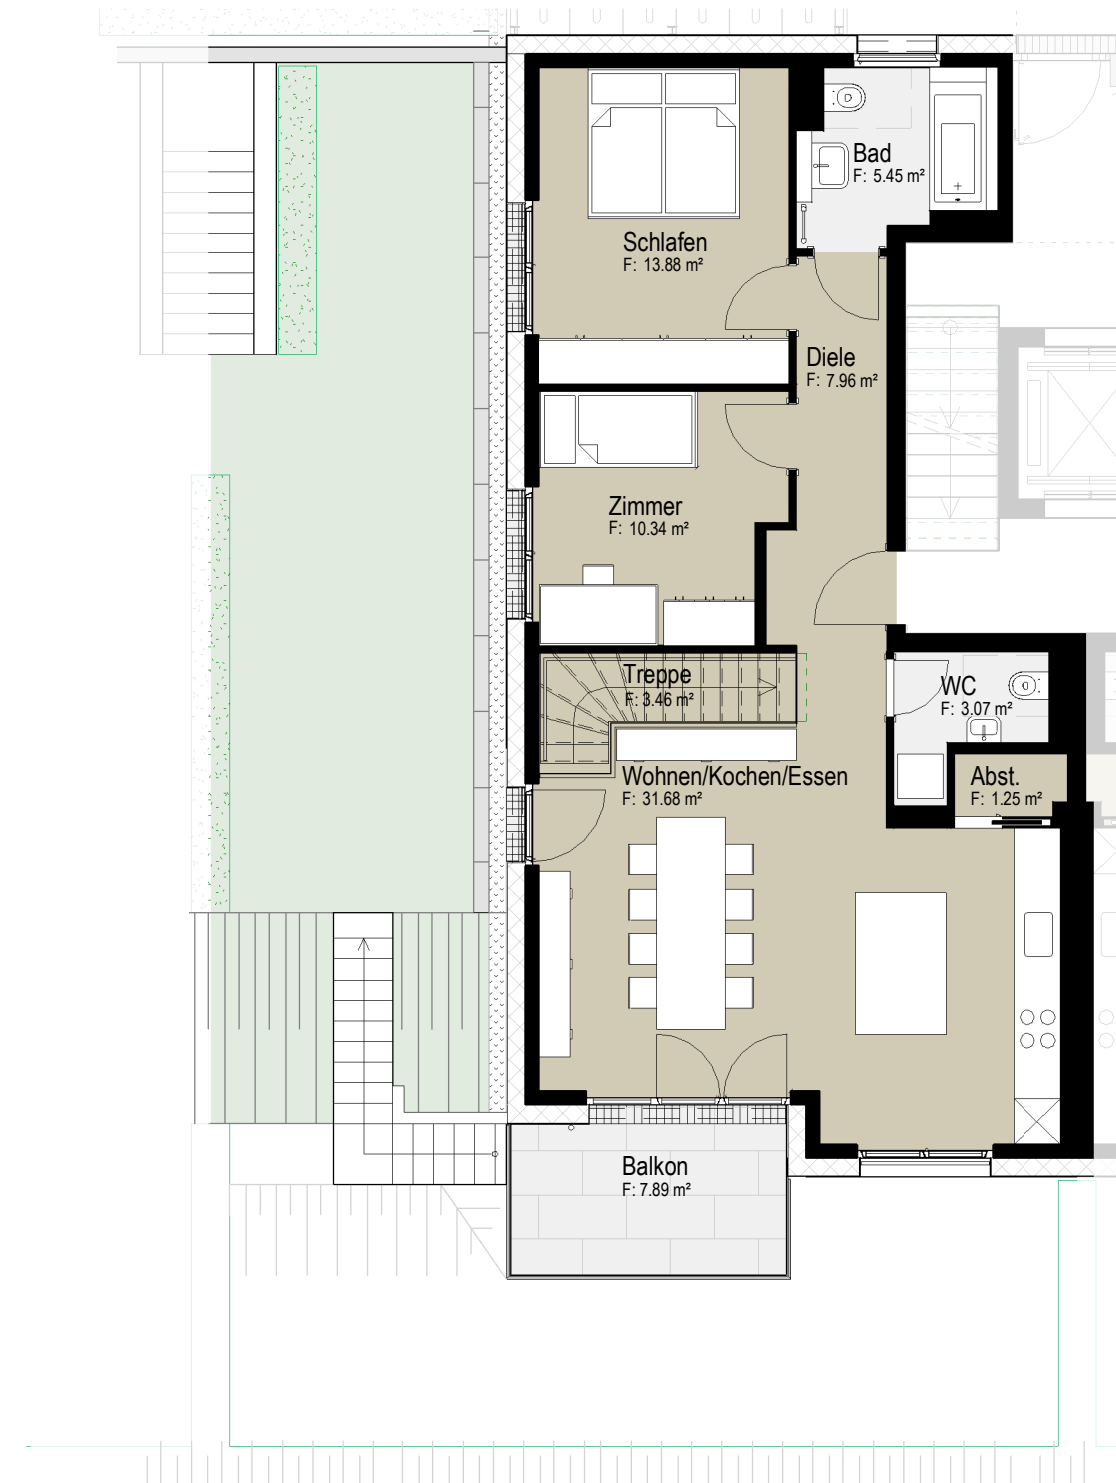 Bad
F: 5.45 m²
Schlafen
F: 13.88 m²
Diele
F: 7.96 m²
Zimmer
F: 10.34 m²
Treppe
F: 3.46 m²
WC
F: 3.07 m²
Wohnen/Kochen/Essen
F: 31.68 m²
Abst.
F: 1.25 m²
Balkon
F: 7.89 m²